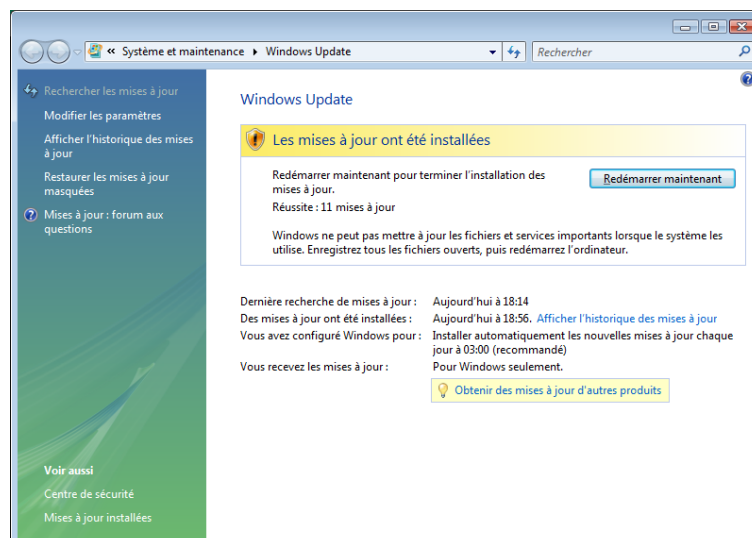 « Système et maintenance ▸ Windows Update
Rechercher
Rechercher les mises à jour
Modifier les paramètres
Afficher l'historique des mises
à jour
Restaurer les mises à jour
masquées
Mises à jour : forum aux
questions
Voir aussi
Centre de sécurité
Mises à jour installées
Windows Update
Les mises à jour ont été installées
Redémarrer maintenant pour terminer l'installation des
mises à jour.
Redémarrer maintenant
Réussite : 11 mises à jour
Windows ne peut pas mettre à jour les fichiers et services importants lorsque le système les
utilise. Enregistrez tous les fichiers ouverts, puis redémarrez l'ordinateur.
Dernière recherche de mises à jour : Aujourd'hui à 18:14
Des mises à jour ont été installées : Aujourd'hui à 18:56. Afficher l'historique des mises à jour
Vous avez configuré Windows pour : Installer automatiquement les nouvelles mises à jour chaque
jour à 03:00 (recommandé)
Vous recevez les mises à jour : Pour Windows seulement.
Obtenir des mises à jour d'autres produits